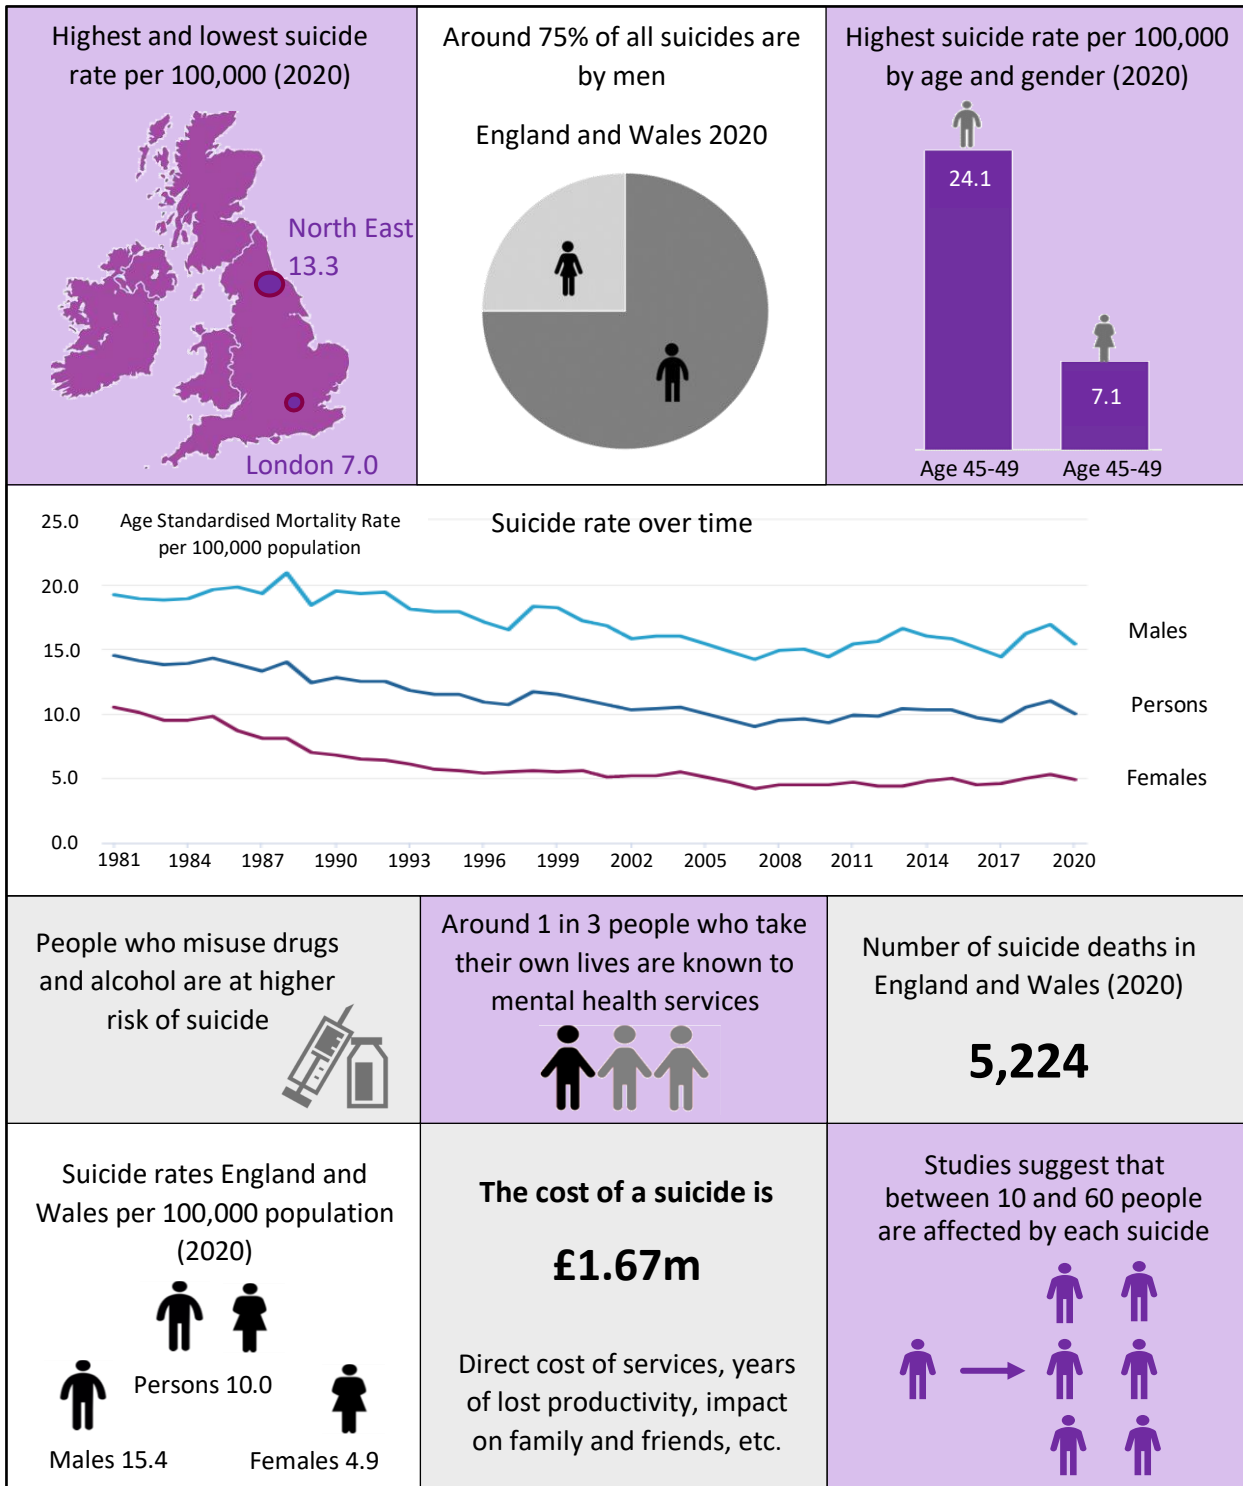 Highest and lowest suicide
rate per 100,000 (2020)
North East
13.3
London 7.0
Around 75% of all suicides are
by men
England and Wales 2020
Highest suicide rate per 100,000
by age and gender (2020)
24.1
7.1
Age 45-49
Age 45-49
Suicide rate over time
Age Standardised Mortality Rate
per 100,000 population
25.0
20.0
15.0
10.0
5.0
0.0
1981 1984 1987 1990 1993 1996 1999 2002 2005 2008 2011 2014 2017 2020
Males
Persons
Females
People who misuse drugs
and alcohol are at higher
risk of suicide
Around 1 in 3 people who take
their own lives are known to
mental health services
Number of suicide deaths in
England and Wales (2020)
5,224
Suicide rates England and
Wales per 100,000 population
(2020)
Persons 10.0
Males 15.4
Females 4.9
The cost of a suicide is
£1.67m
Direct cost of services, years
of lost productivity, impact
on family and friends, etc.
Studies suggest that
between 10 and 60 people
are affected by each suicide